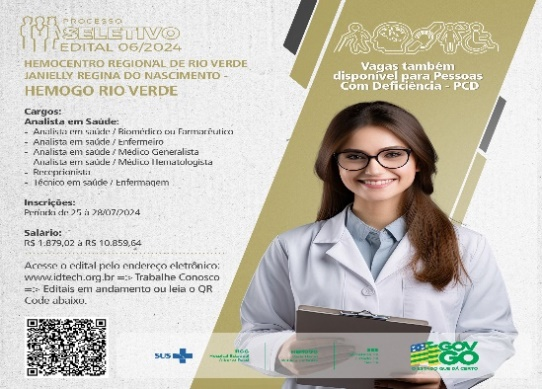 PROCESSO
SELETIVO
EDITAL 06/2024
HEMOCENTRO REGIONAL DE RIO VERDE
JANIELLY REGINA DO NASCIMENTO -
HEMOGO RIO VERDE
Cargos:
Analista em Saúde:
- Analista em saúde / Biomédico ou Farmacêutico
- Analista em saúde / Enfermeiro
- Analista em saúde / Médico Generalista
Analista em saúde / Médico Hematologista
- Recepcionista
- Técnico em saúde / Enfermagem
Inscrições:
Período de 25 à 28/07/2024
Salário:
R$ 1.879,02 à R$ 10.859,64
Acesse o edital pelo endereço eletrônico:
www.idtech.org.br => Trabalhe Conosco
=> Editais em andamento ou leia o QR
Code abaixo.
Vagas também
disponível para Pessoas
Com Deficiência - PCD
SUS
GOV
GO
O ESTADO QUE DÁ CERTO